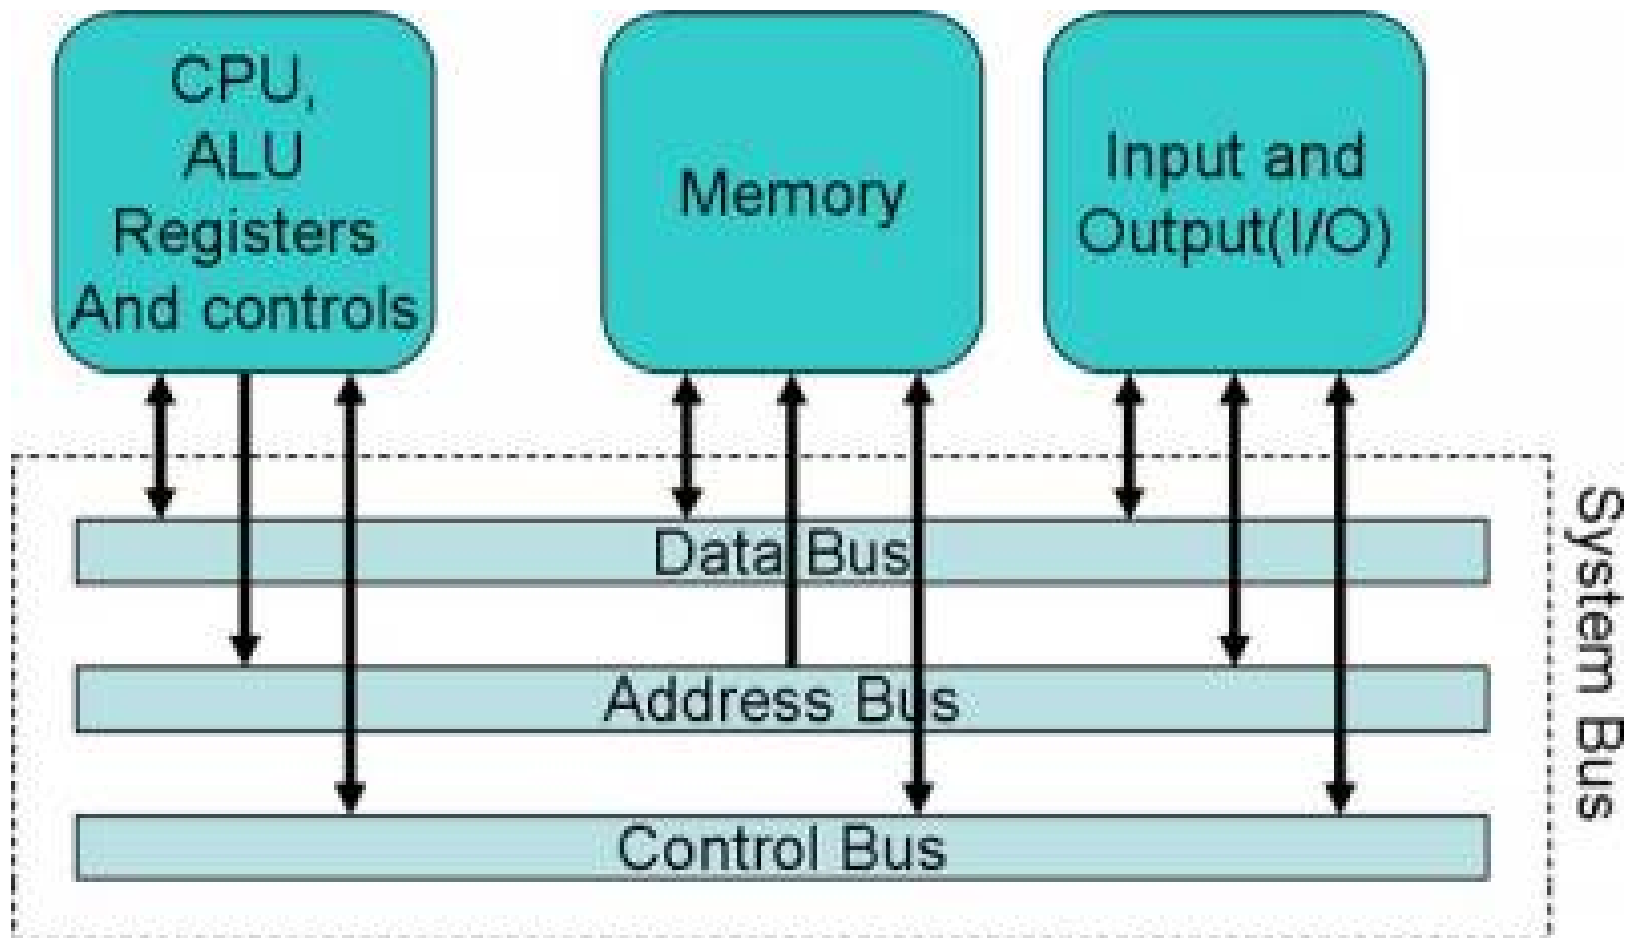 CPU,
ALU
Registers
And controls
Memory
Input and
Output(I/O)
Data Bus
Address Bus
Control Bus
System Bus